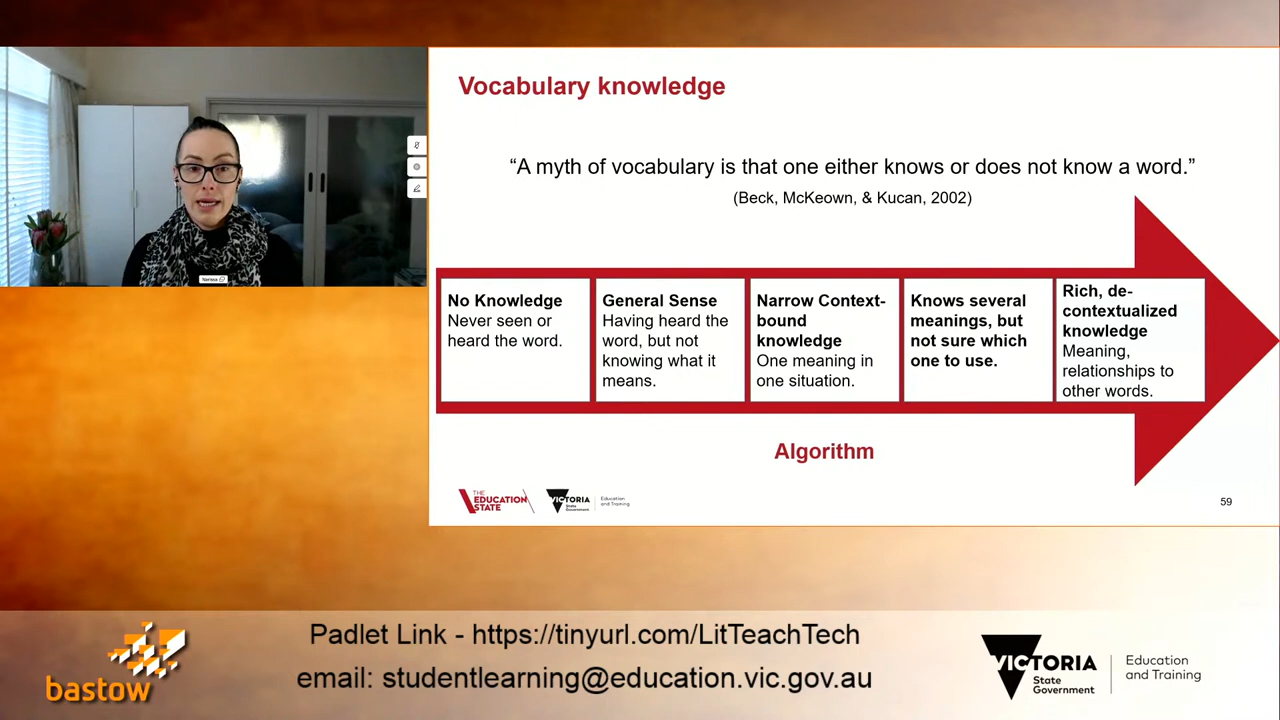 Vocabulary knowledge
“A myth of vocabulary is that one either knows or does not know a word.”
(Beck, McKeown, & Kucan, 2002)
No Knowledge
Never seen or
heard the word.
General Sense
Having heard the
word, but not
knowing what it
means.
Narrow Context-
bound
knowledge
One meaning in
one situation.
Knows several
meanings, but
not sure which
one to use.
Rich, de-
contextualized
knowledge
Meaning,
relationships to
other words.
Algorithm
THE
EDUCATION
STATE
VICTORIA
State
Government
Education
and Training
59
Padlet Link - https://tinyurl.com/LitTeachTech
email: studentlearning@education.vic.gov.au
bastow
VICTORIA
State
Government
Education
and Training